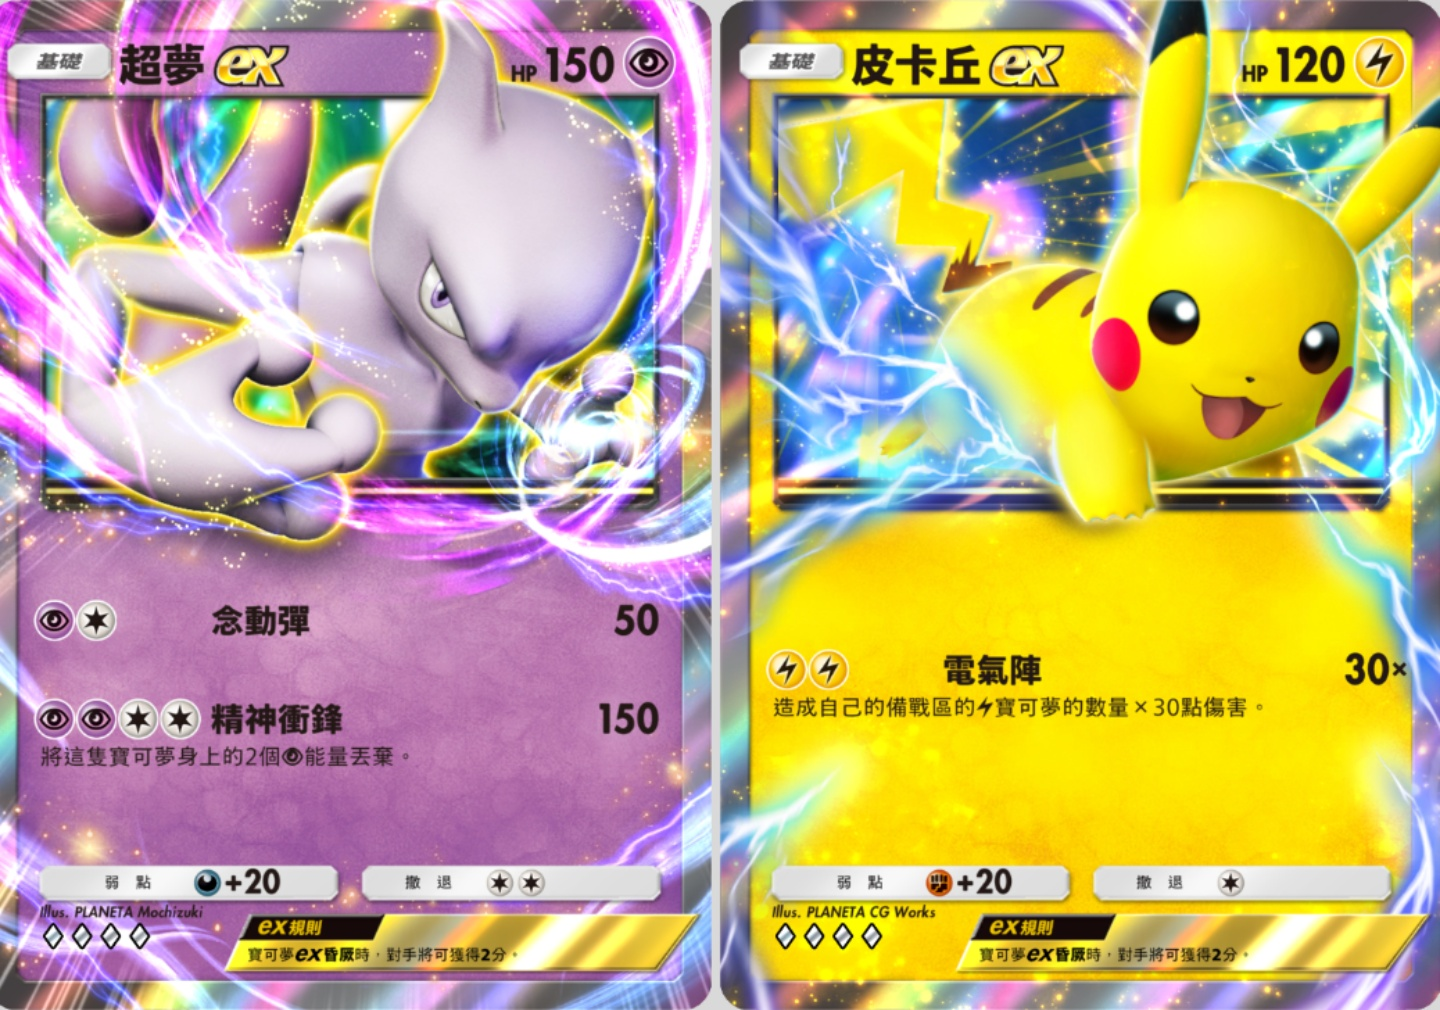 基礎 超夢ex HP 150
念動彈 50
精神衝鋒 150
將這隻寶可夢身上的2個能量丟棄。
弱點 +20 撤退
Illus. PLANETA Mochizuki
ex規則
寶可夢ex昏厥時,對手將可獲得2分。
基礎 皮卡丘ex HP 120
電氣陣 30×
造成自己的備戰區的寶可夢的數量×30點傷害。
弱點 +20 撤退
Illus. PLANETA CG Works
ex規則
寶可夢ex昏厥時,對手將可獲得2分。